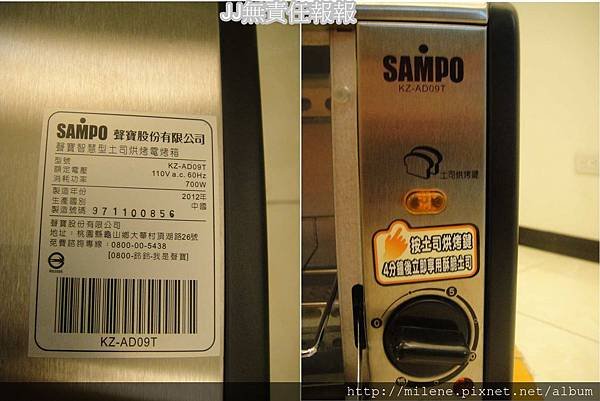 JJ無責任報報
SAMPO 聲寶股份有限公司
聲寶智慧型土司烘烤電烤箱
型號 KZ-AD09T
額定電壓 110V a.c. 60Hz
消耗功率 700W
製造年份 2012年
生產國別 中國
製造號碼 971100856
聲寶股份有限公司
地址：桃園縣龜山鄉大華村頂湖路26號
免費諮詢專線：0800-00-5438
[0800-鈴鈴-我是聲寶]
KZ-AD09T
SAMPO
KZ-AD09T
土司烘烤鍵
按土司烘烤鍵
4分鐘後立即享用酥脆土司
0
5
http://milene.pixnet.net/album